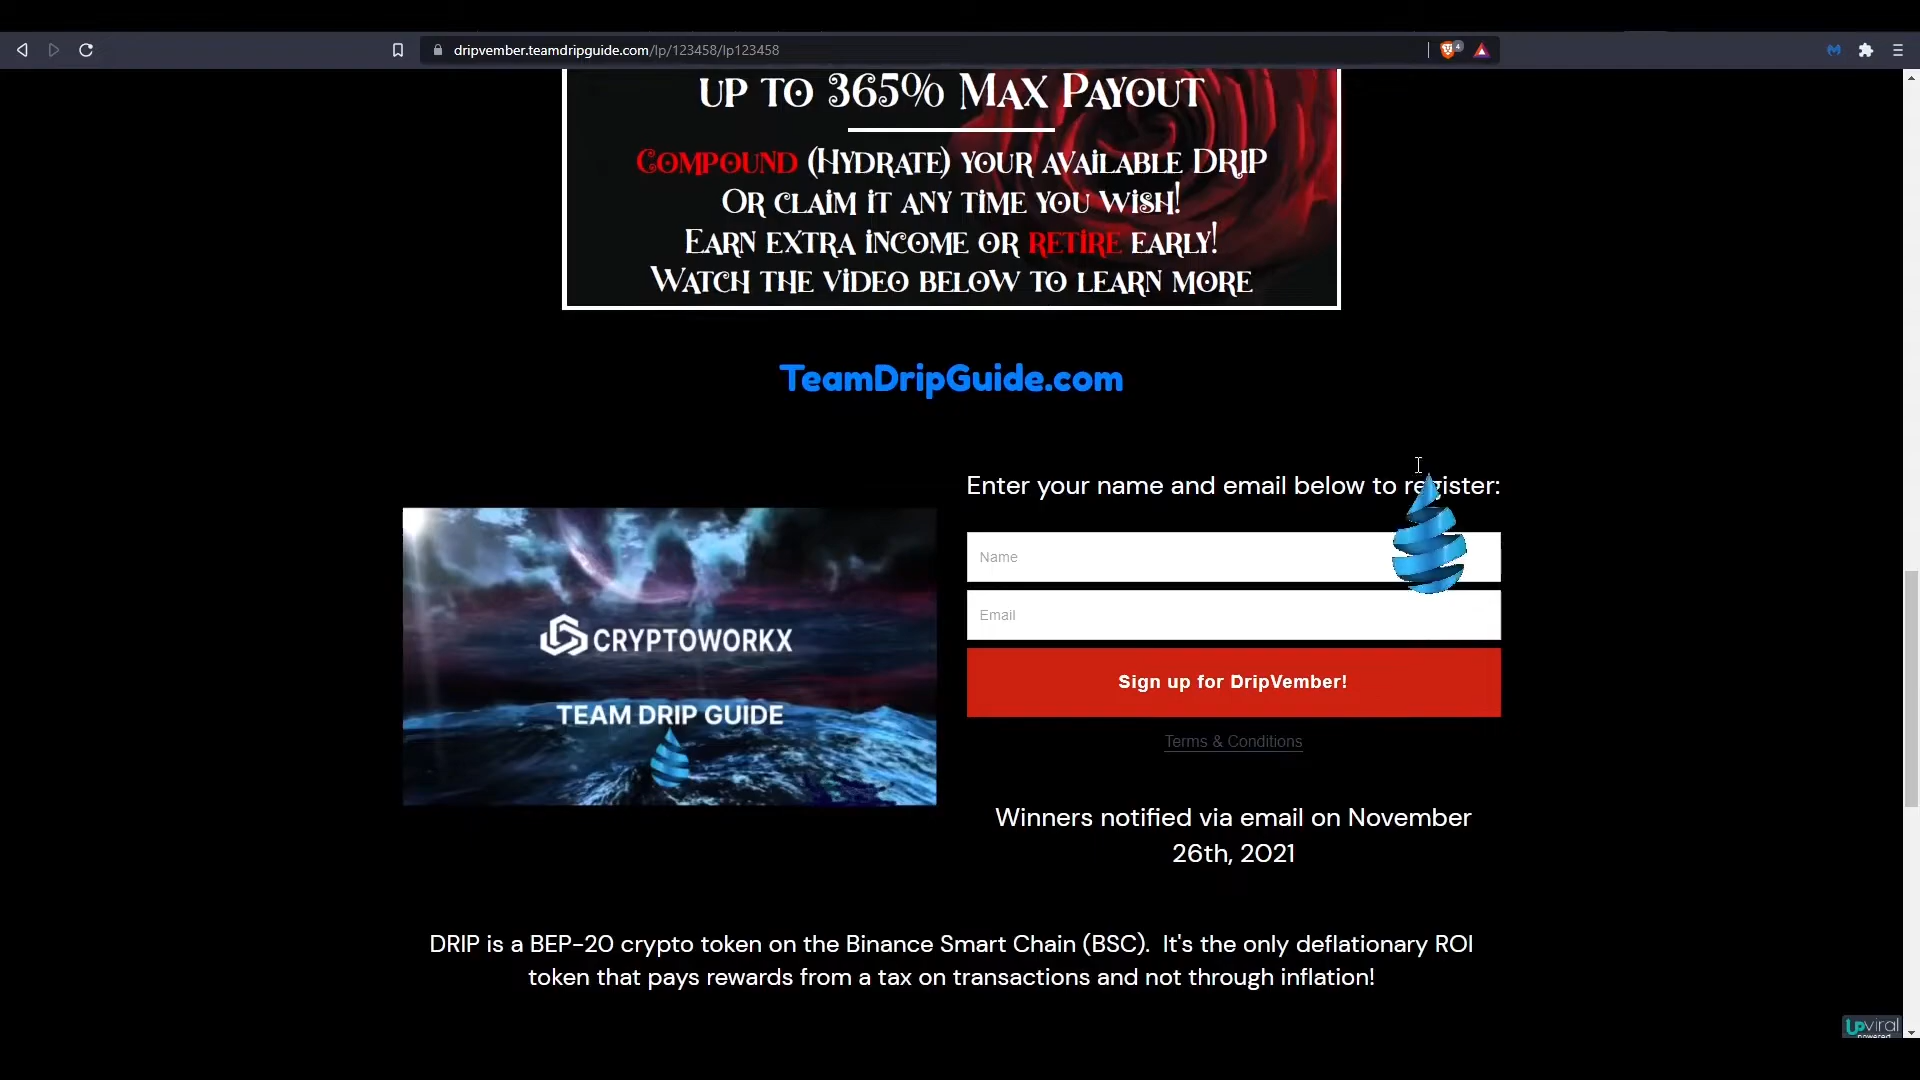 dripvember.teamdripguide.com/lp/123458/lp123458
4
UP TO 365% MAX PAYOUT
COMPOUND (HYDRATE) YOUR AVAILABLE DRIP
OR CLAIM IT ANY TIME YOU WISH!
EARN EXTRA INCOME OR RETIRE EARLY!
WATCH THE VIDEO BELOW TO LEARN MORE
TeamDripGuide.com
Enter your name and email below to register:
Name
Email
CRYPTOWORKX
TEAM DRIP GUIDE
Sign up for DripVember!
Terms & Conditions
Winners notified via email on November
26th, 2021
DRIP is a BEP-20 crypto token on the Binance Smart Chain (BSC).  It's the only deflationary ROI
token that pays rewards from a tax on transactions and not through inflation!
Upviral
powered